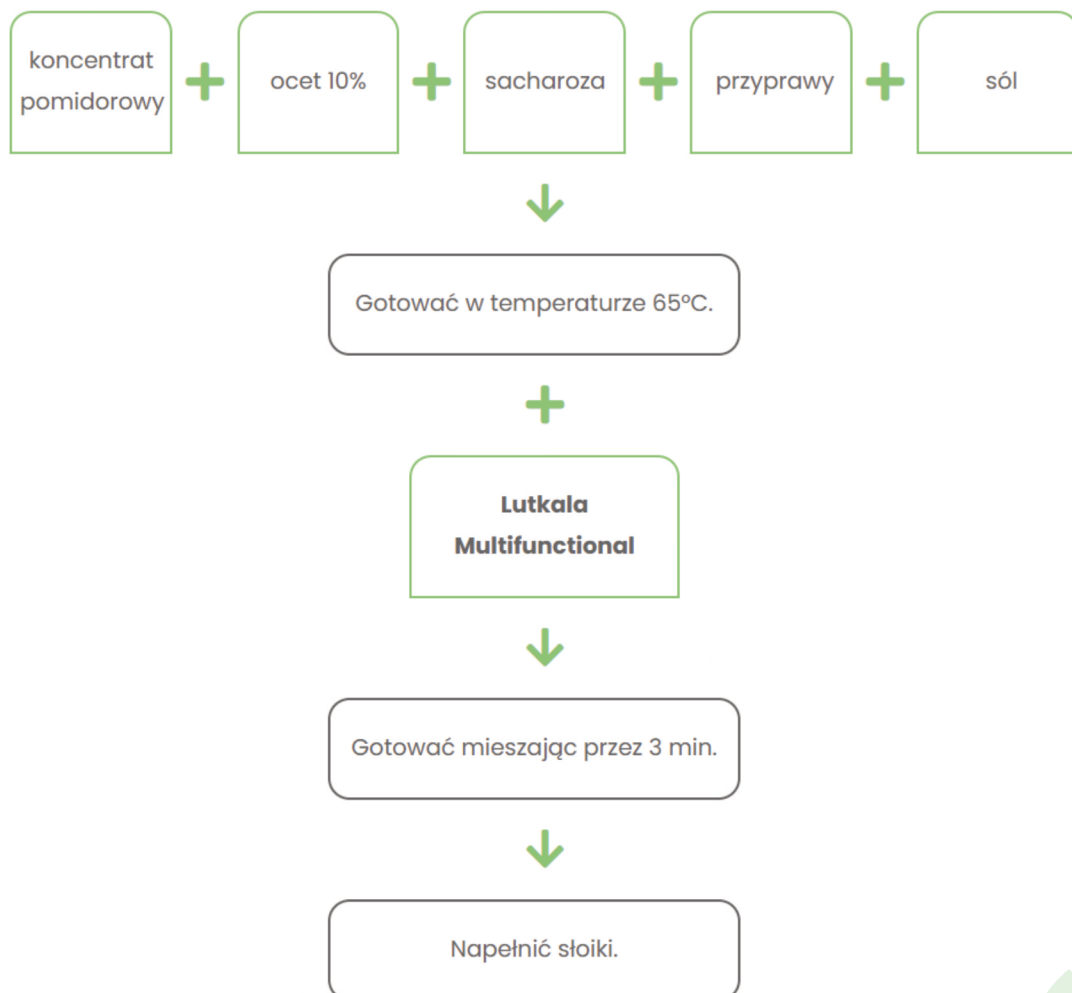 koncentrat
pomidorowy
ocet 10%
sacharoza
przyprawy
sól
Gotować w temperaturze 65°C.
Lutkala
Multifunctional
Gotować mieszając przez 3 min.
Napełnić słoiki.